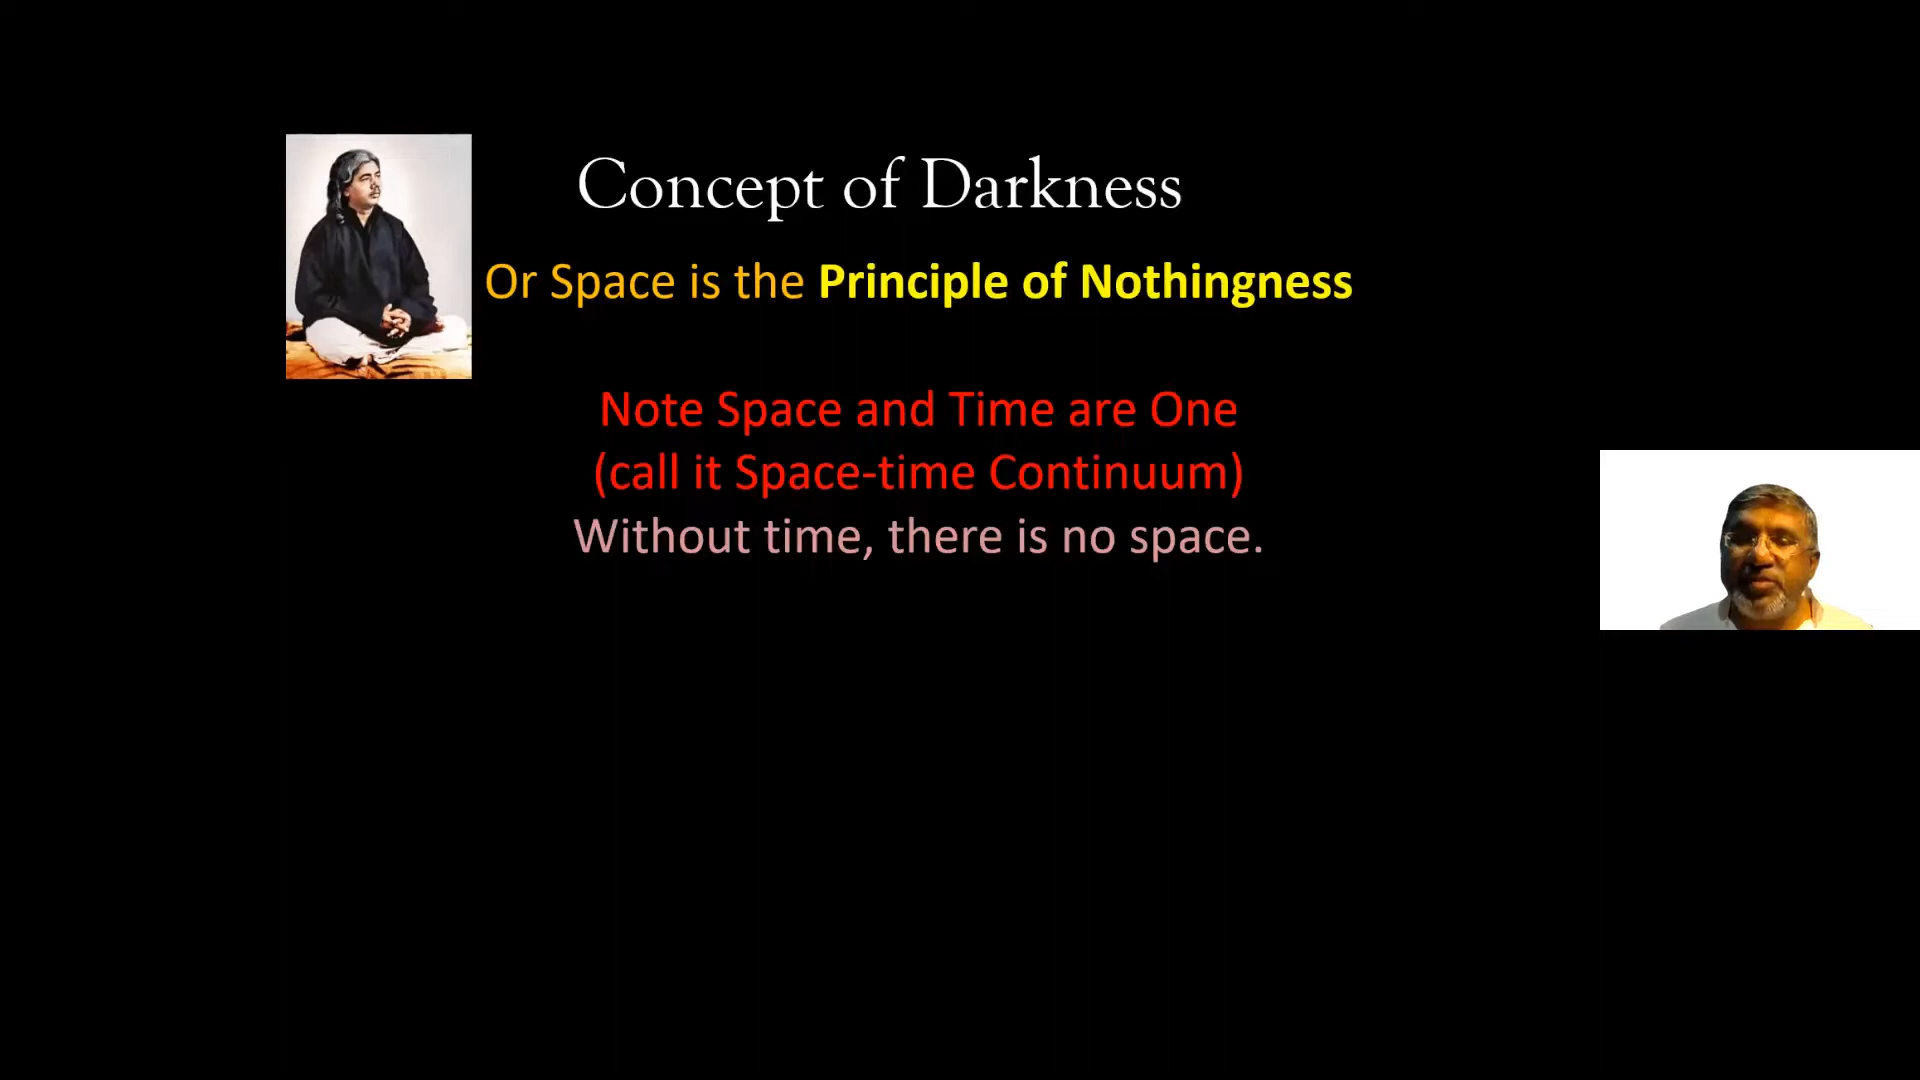 Concept of Darkness
Or Space is the Principle of Nothingness
Note Space and Time are One
(call it Space-time Continuum)
Without time, there is no space.